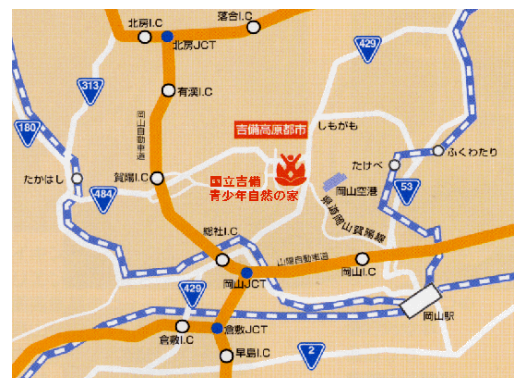 落合I.C
北房I.C
北房JCT
429
313
有漢I.C
岡山自動車道
180
吉備高原都市
しもがも
ふくわたり
たけべ
たかはし
賀陽I.C
国立吉備
青少年自然の家
岡山空港
53
484
県道岡山賀陽線
総社I.C
山陽自動車道
岡山JCT
岡山I.C
429
岡山駅
倉敷I.C
倉敷JCT
早島I.C
2